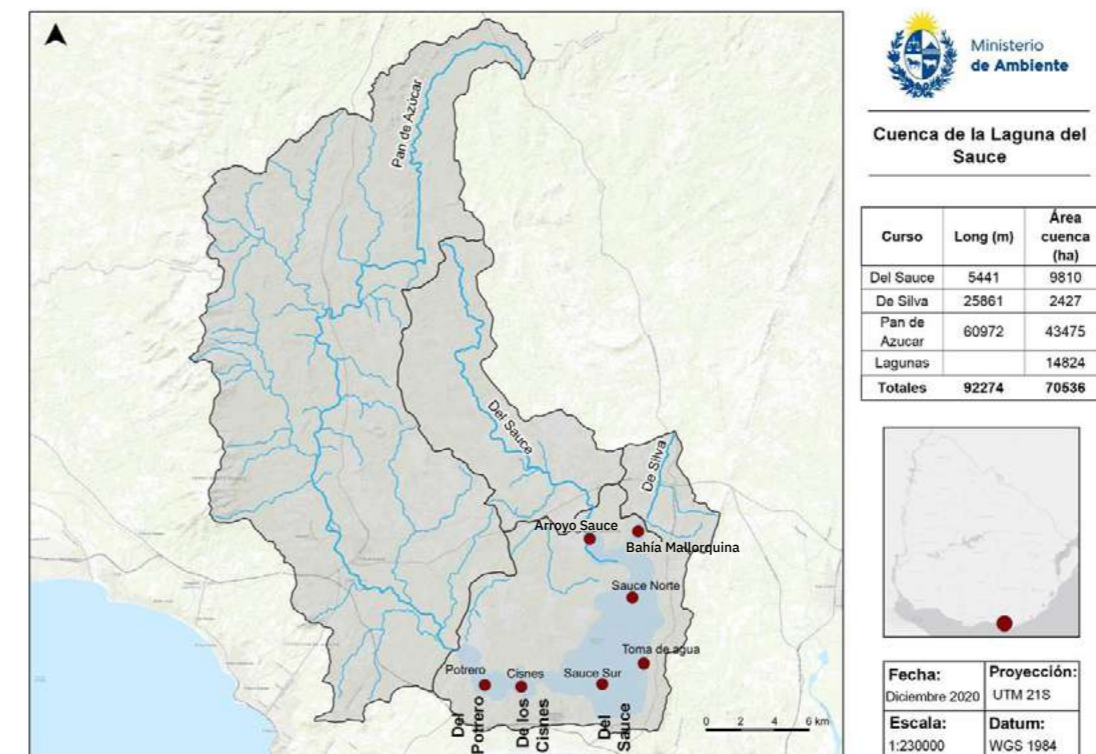 Pan de Azúcar
Del Sauce
De Silva
Arroyo Sauce
Bahía Mallorquina
Sauce Norte
Toma de agua
Potrero
Cisnes
Sauce Sur
Del
Potrero
De los
Cisnes
Del
Sauce
0 2 4 6 km
Ministerio
de Ambiente
Cuenca de la Laguna del
Sauce
Curso Long (m) Área cuenca (ha)
Del Sauce 5441 9810
De Silva 25861 2427
Pan de Azucar 60972 43475
Lagunas 14824
Totales 92274 70536
Fecha: Proyección:
Diciembre 2020 UTM 21S
Escala: Datum:
1:230000 WGS 1984